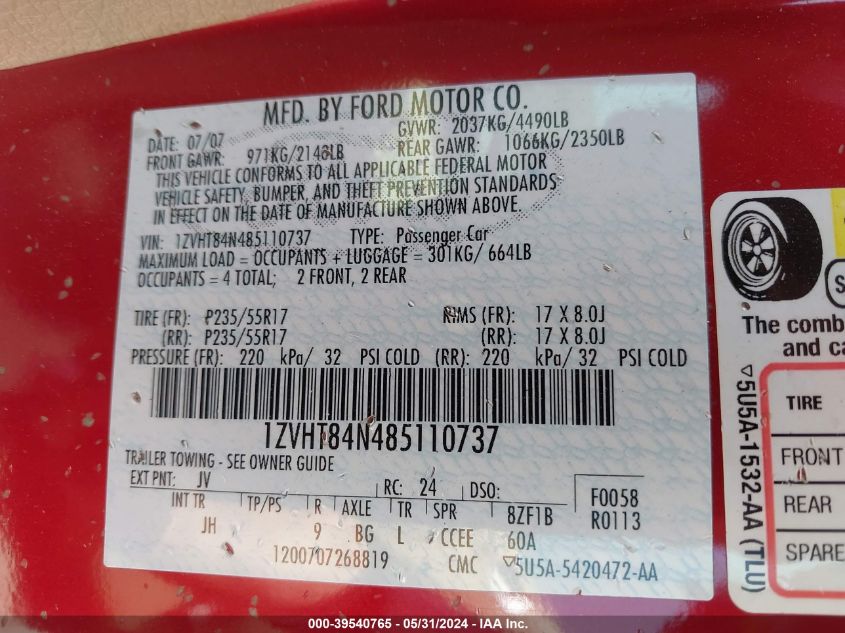 MFD. BY FORD MOTOR CO.
DATE: 07/07 GVWR: 2037KG/4490LB
FRONT GAWR: 971KG/2140LB REAR GAWR: 1066KG/2350LB
THIS VEHICLE CONFORMS TO ALL APPLICABLE FEDERAL MOTOR
VEHICLE SAFETY, BUMPER, AND THEFT PREVENTION STANDARDS
IN EFFECT ON THE DATE OF MANUFACTURE SHOWN ABOVE.
VIN: 1ZVHT84N485110737 TYPE: Passenger Car
MAXIMUM LOAD = OCCUPANTS + LUGGAGE = 301KG/ 664LB
OCCUPANTS = 4 TOTAL; 2 FRONT, 2 REAR
TIRE (FR): P235/55R17 RIMS (FR): 17 X 8.0J
(RR): P235/55R17 (RR): 17 X 8.0J
PRESSURE (FR): 220 kPa/ 32 PSI COLD (RR): 220 kPa/ 32 PSI COLD
1ZVHT84N485110737
TRAILER TOWING - SEE OWNER GUIDE
EXT PNT: JV RC: 24 DSO: F0058
INT TR TP/PS R AXLE TR SPR 8ZF1B R0113
JH 9 BG L CCEE 60A
1200707268819 CMC ▽5U5A-5420472-AA
The comb
and ca
TIRE
FRONT
REAR
SPARE
▽5U5A-1532-AA (TLU)
000-39540765 - 05/31/2024 - IAA Inc.